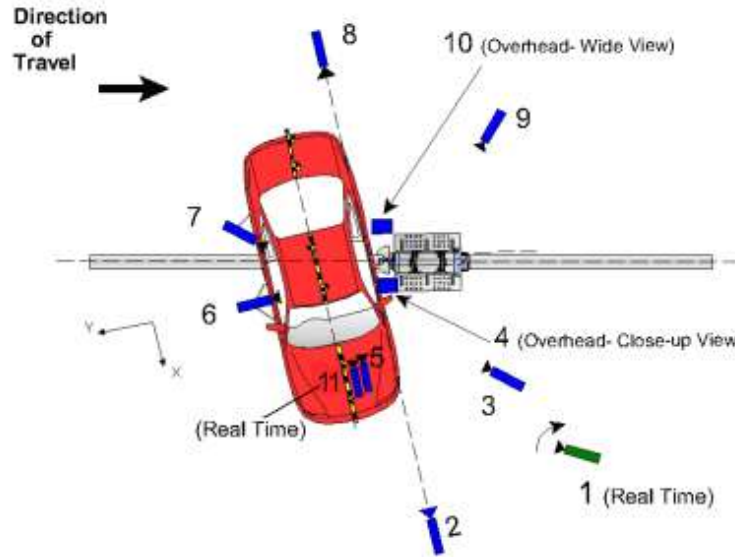 Direction
of
Travel
8
10 (Overhead- Wide View)
9
7
6
Y
X
4 (Overhead- Close-up View
5
11
(Real Time)
3
1 (Real Time)
2